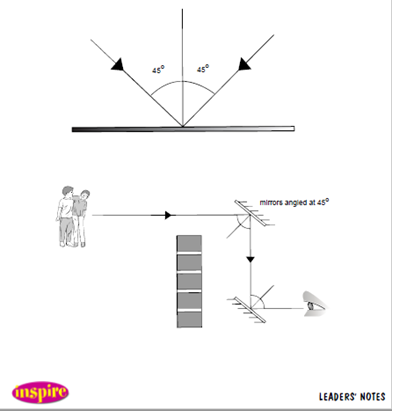 45° 45°
mirrors angled at 45°
inspire
LEADERS' NOTES